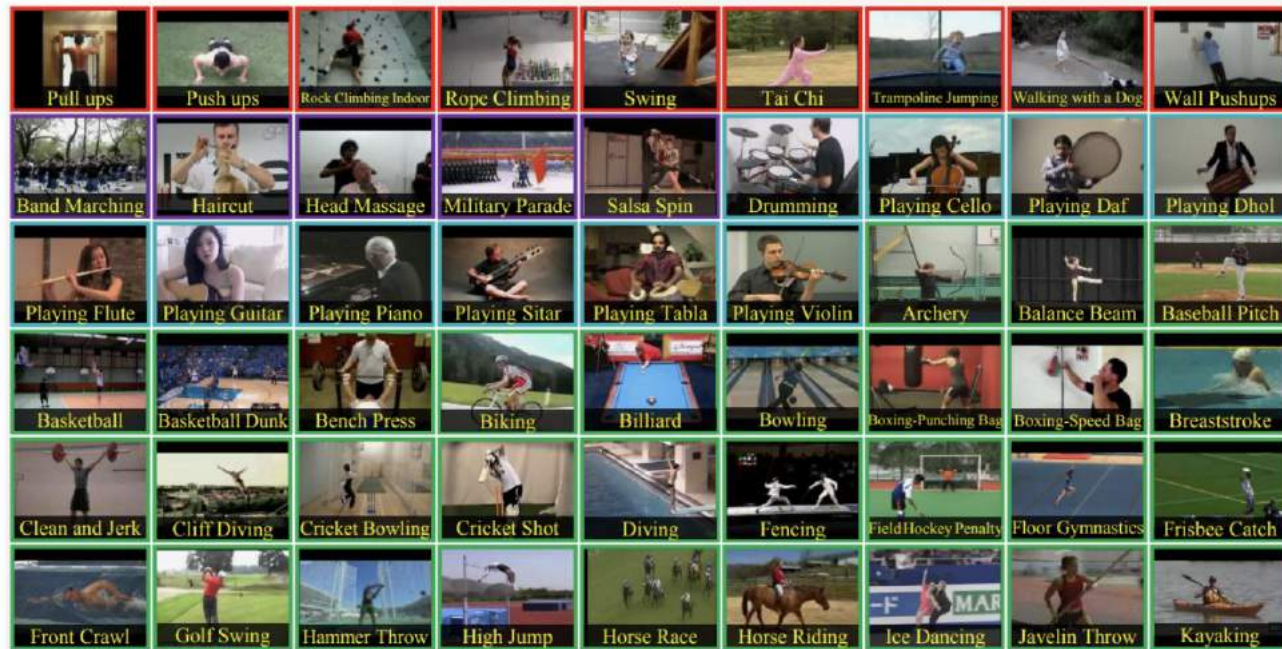 Pull ups
Push ups
Rock Climbing Indoor
Rope Climbing
Swing
Tai Chi
Trampoline Jumping
Walking with a Dog
Wall Pushups
Band Marching
Haircut
Head Massage
Military Parade
Salsa Spin
Drumming
Playing Cello
Playing Daf
Playing Dhol
Playing Flute
Playing Guitar
Playing Piano
Playing Sitar
Playing Tabla
Playing Violin
Archery
Balance Beam
Baseball Pitch
Basketball
Basketball Dunk
Bench Press
Biking
Billiard
Bowling
Boxing-Punching Bag
Boxing-Speed Bag
Breaststroke
Clean and Jerk
Cliff Diving
Cricket Bowling
Cricket Shot
Diving
Fencing
Field Hockey Penalty
Floor Gymnastics
Frisbee Catch
Front Crawl
Golf Swing
Hammer Throw
High Jump
Horse Race
Horse Riding
ード MAR
Ice Dancing
Javelin Throw
Kayaking